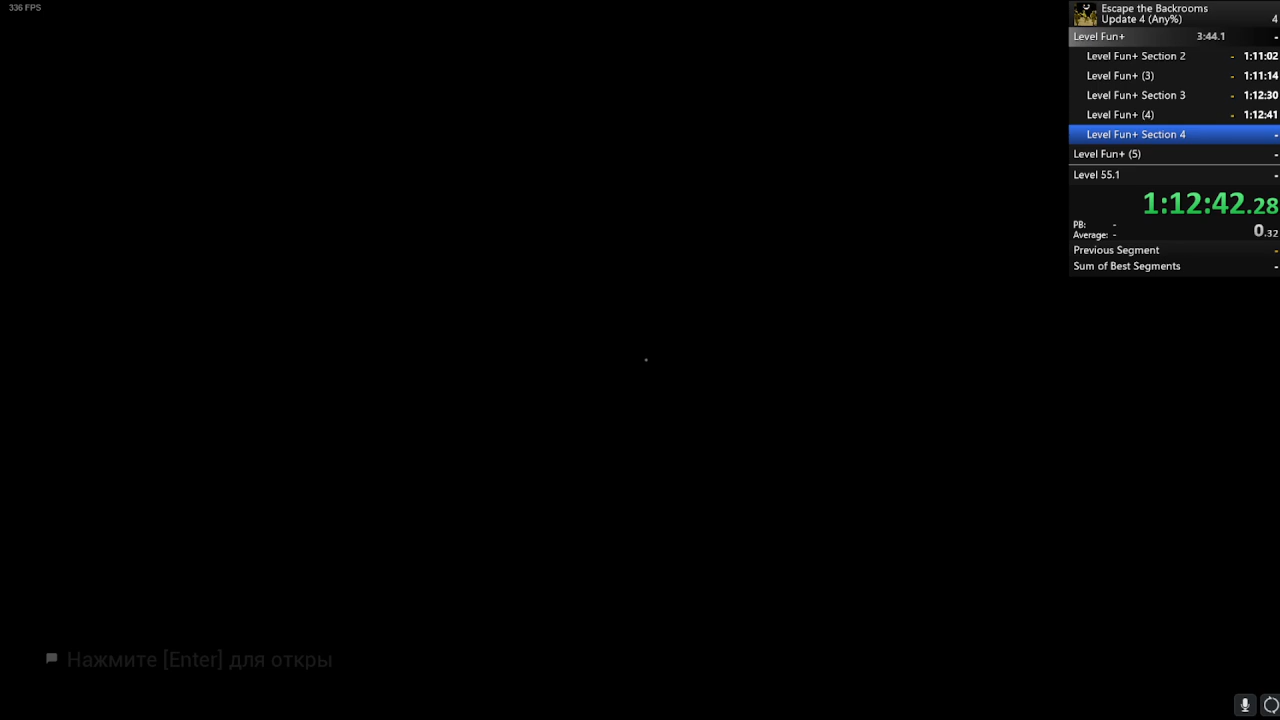 336 FPS
Escape the Backrooms
Update 4 (Any%) 4
Level Fun+ 3:44.1 -
Level Fun+ Section 2 - 1:11:02
Level Fun+ (3) - 1:11:14
Level Fun+ Section 3 - 1:12:30
Level Fun+ (4) - 1:12:41
Level Fun+ Section 4 -
Level Fun+ (5) -
Level 55.1 -
1:12:42.28
PB: -
Average: - 0.32
Previous Segment -
Sum of Best Segments -
Нажмите [Enter] для откры